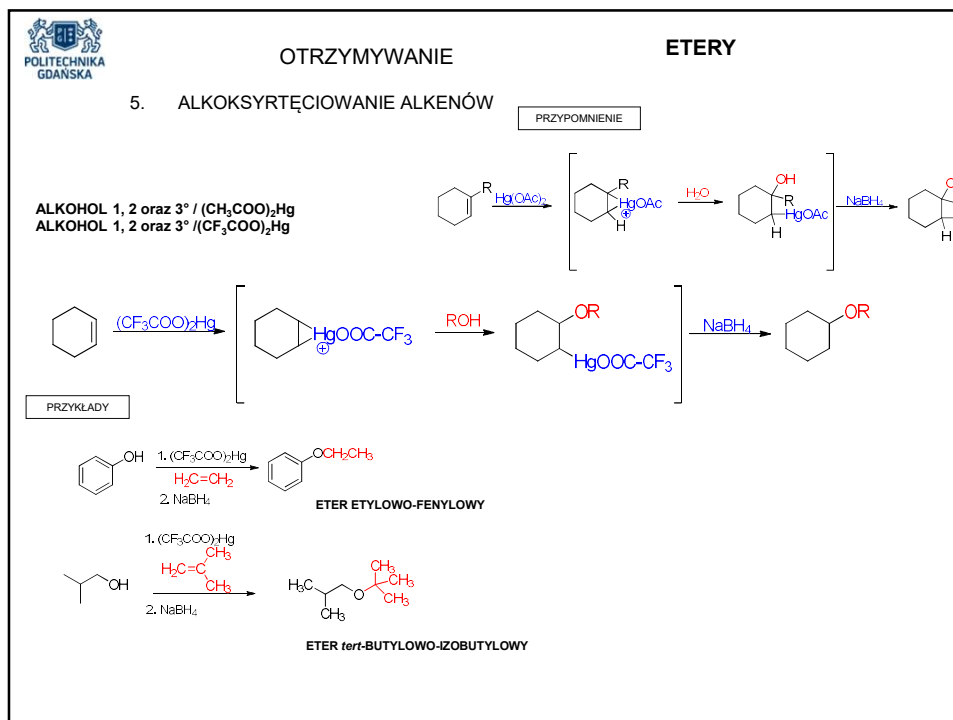 POLITECHNIKA
GDAŃSKA
OTRZYMYWANIE
ETERY
5. ALKOKSYRTĘCIOWANIE ALKENÓW
PRZYPOMNIENIE
ALKOHOL 1, 2 oraz 3° / (CH₃COO)₂Hg
ALKOHOL 1, 2 oraz 3° /(CF₃COO)₂Hg
R
Hg(OAc)₂
R
HgOAc
⊕
H
H₂O
OH
R
HgOAc
H
NaBH₄
O
H
(CF₃COO)₂Hg
HgOOC-CF₃
⊕
ROH
OR
HgOOC-CF₃
NaBH₄
OR
PRZYKŁADY
OH
1. (CF₃COO)₂Hg
H₂C=CH₂
2. NaBH₄
OCH₂CH₃
ETER ETYLOWO-FENYLOWY
OH
1. (CF₃COO)₂Hg
CH₃
H₂C=C
CH₃
2. NaBH₄
H₃C
CH₃
O
CH₃
CH₃
CH₃
ETER tert-BUTYLOWO-IZOBUTYLOWY